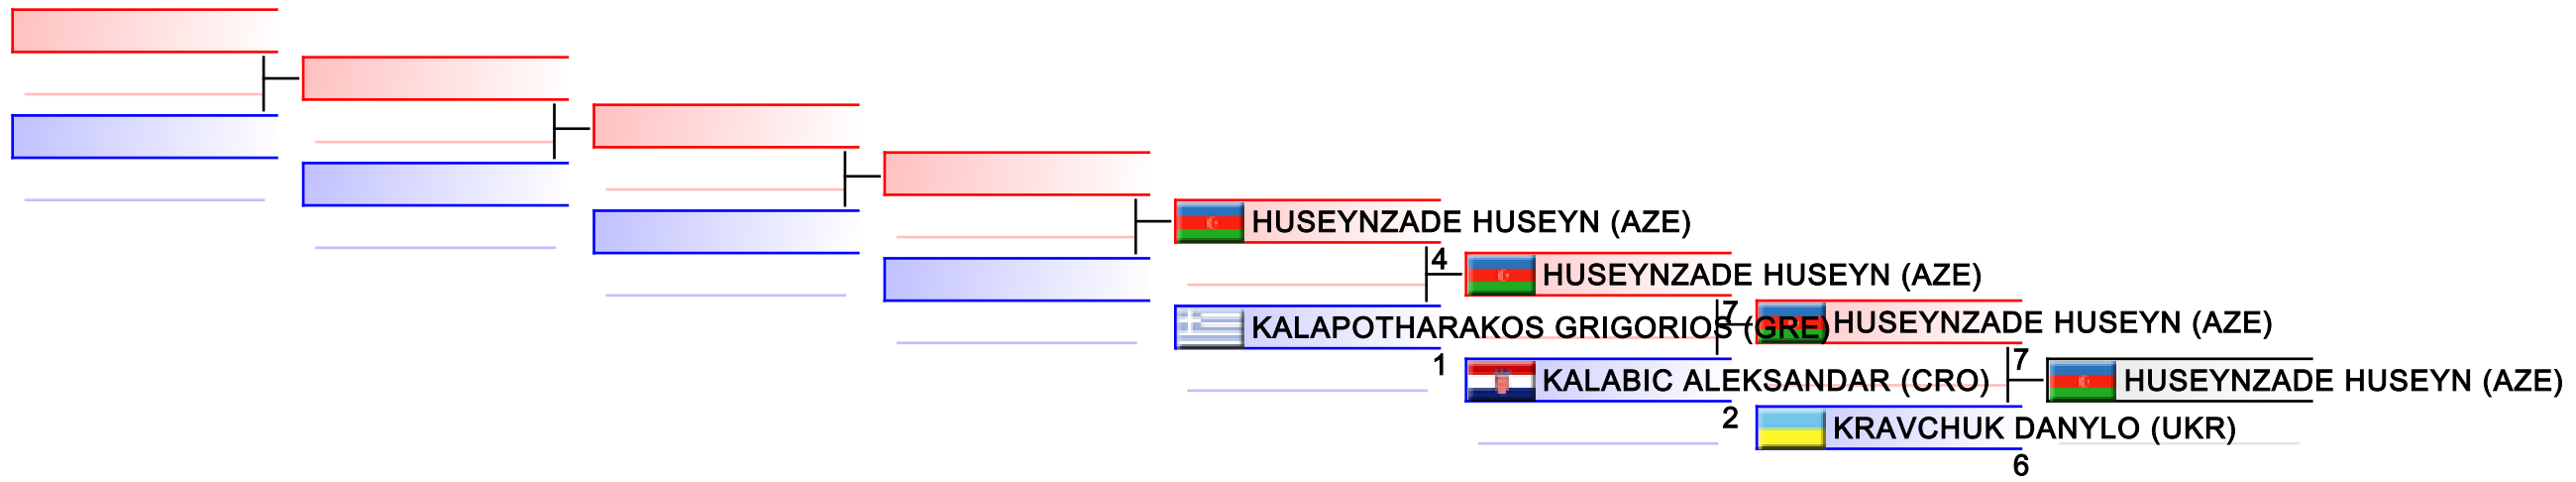 HUSEYNZADE HUSEYN (AZE)
4
HUSEYNZADE HUSEYN (AZE)
KALAPOTHARAKOS GRIGORIOS (GRE)
7
HUSEYNZADE HUSEYN (AZE)
1
KALABIC ALEKSANDAR (CRO)
7
HUSEYNZADE HUSEYN (AZE)
2
KRAVCHUK DANYLO (UKR)
6